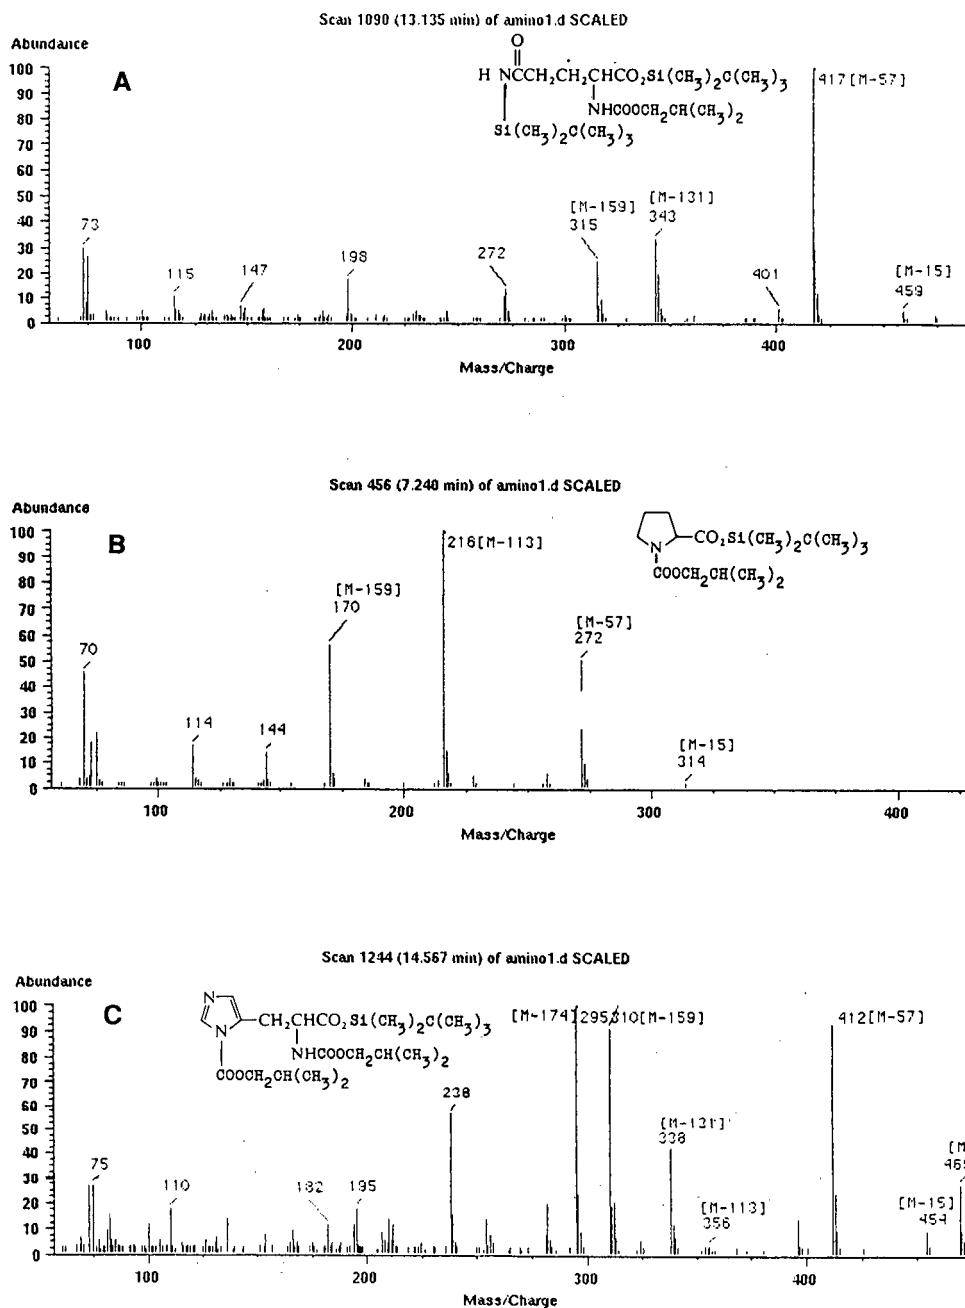 Scan 1090 (13.135 min) of amino1.d SCALED
Abundance
A
O
H NCCH2CH2CHCO2Si(CH3)2C(CH3)3
NHCOOCH2CH(CH3)2
Si(CH3)2C(CH3)3
417[M-57]
[M-159]
315
[M-131]
343
[M-15]
459
73
115
147
198
272
401
100
90
80
70
60
50
40
30
20
10
0
100
200
300
400
Mass/Charge
Scan 456 (7.240 min) of amino1.d SCALED
Abundance
B
N
CO2Si(CH3)2C(CH3)3
COOCH2CH(CH3)2
216[M-113]
[M-159]
170
[M-57]
272
[M-15]
314
70
114
144
100
90
80
70
60
50
40
30
20
10
0
100
200
300
400
Mass/Charge
Scan 1244 (14.567 min) of amino1.d SCALED
Abundance
C
N
N
CH2CHCO2Si(CH3)2C(CH3)3
NHCOOCH2CH(CH3)2
COOCH2CH(CH3)2
[M-174] 295
310[M-159]
412[M-57]
238
[M-131]
338
[M-113]
356
[M-15]
454
[M
469
75
110
182
195
100
90
80
70
60
50
40
30
20
10
0
100
200
300
400
Mass/Charge